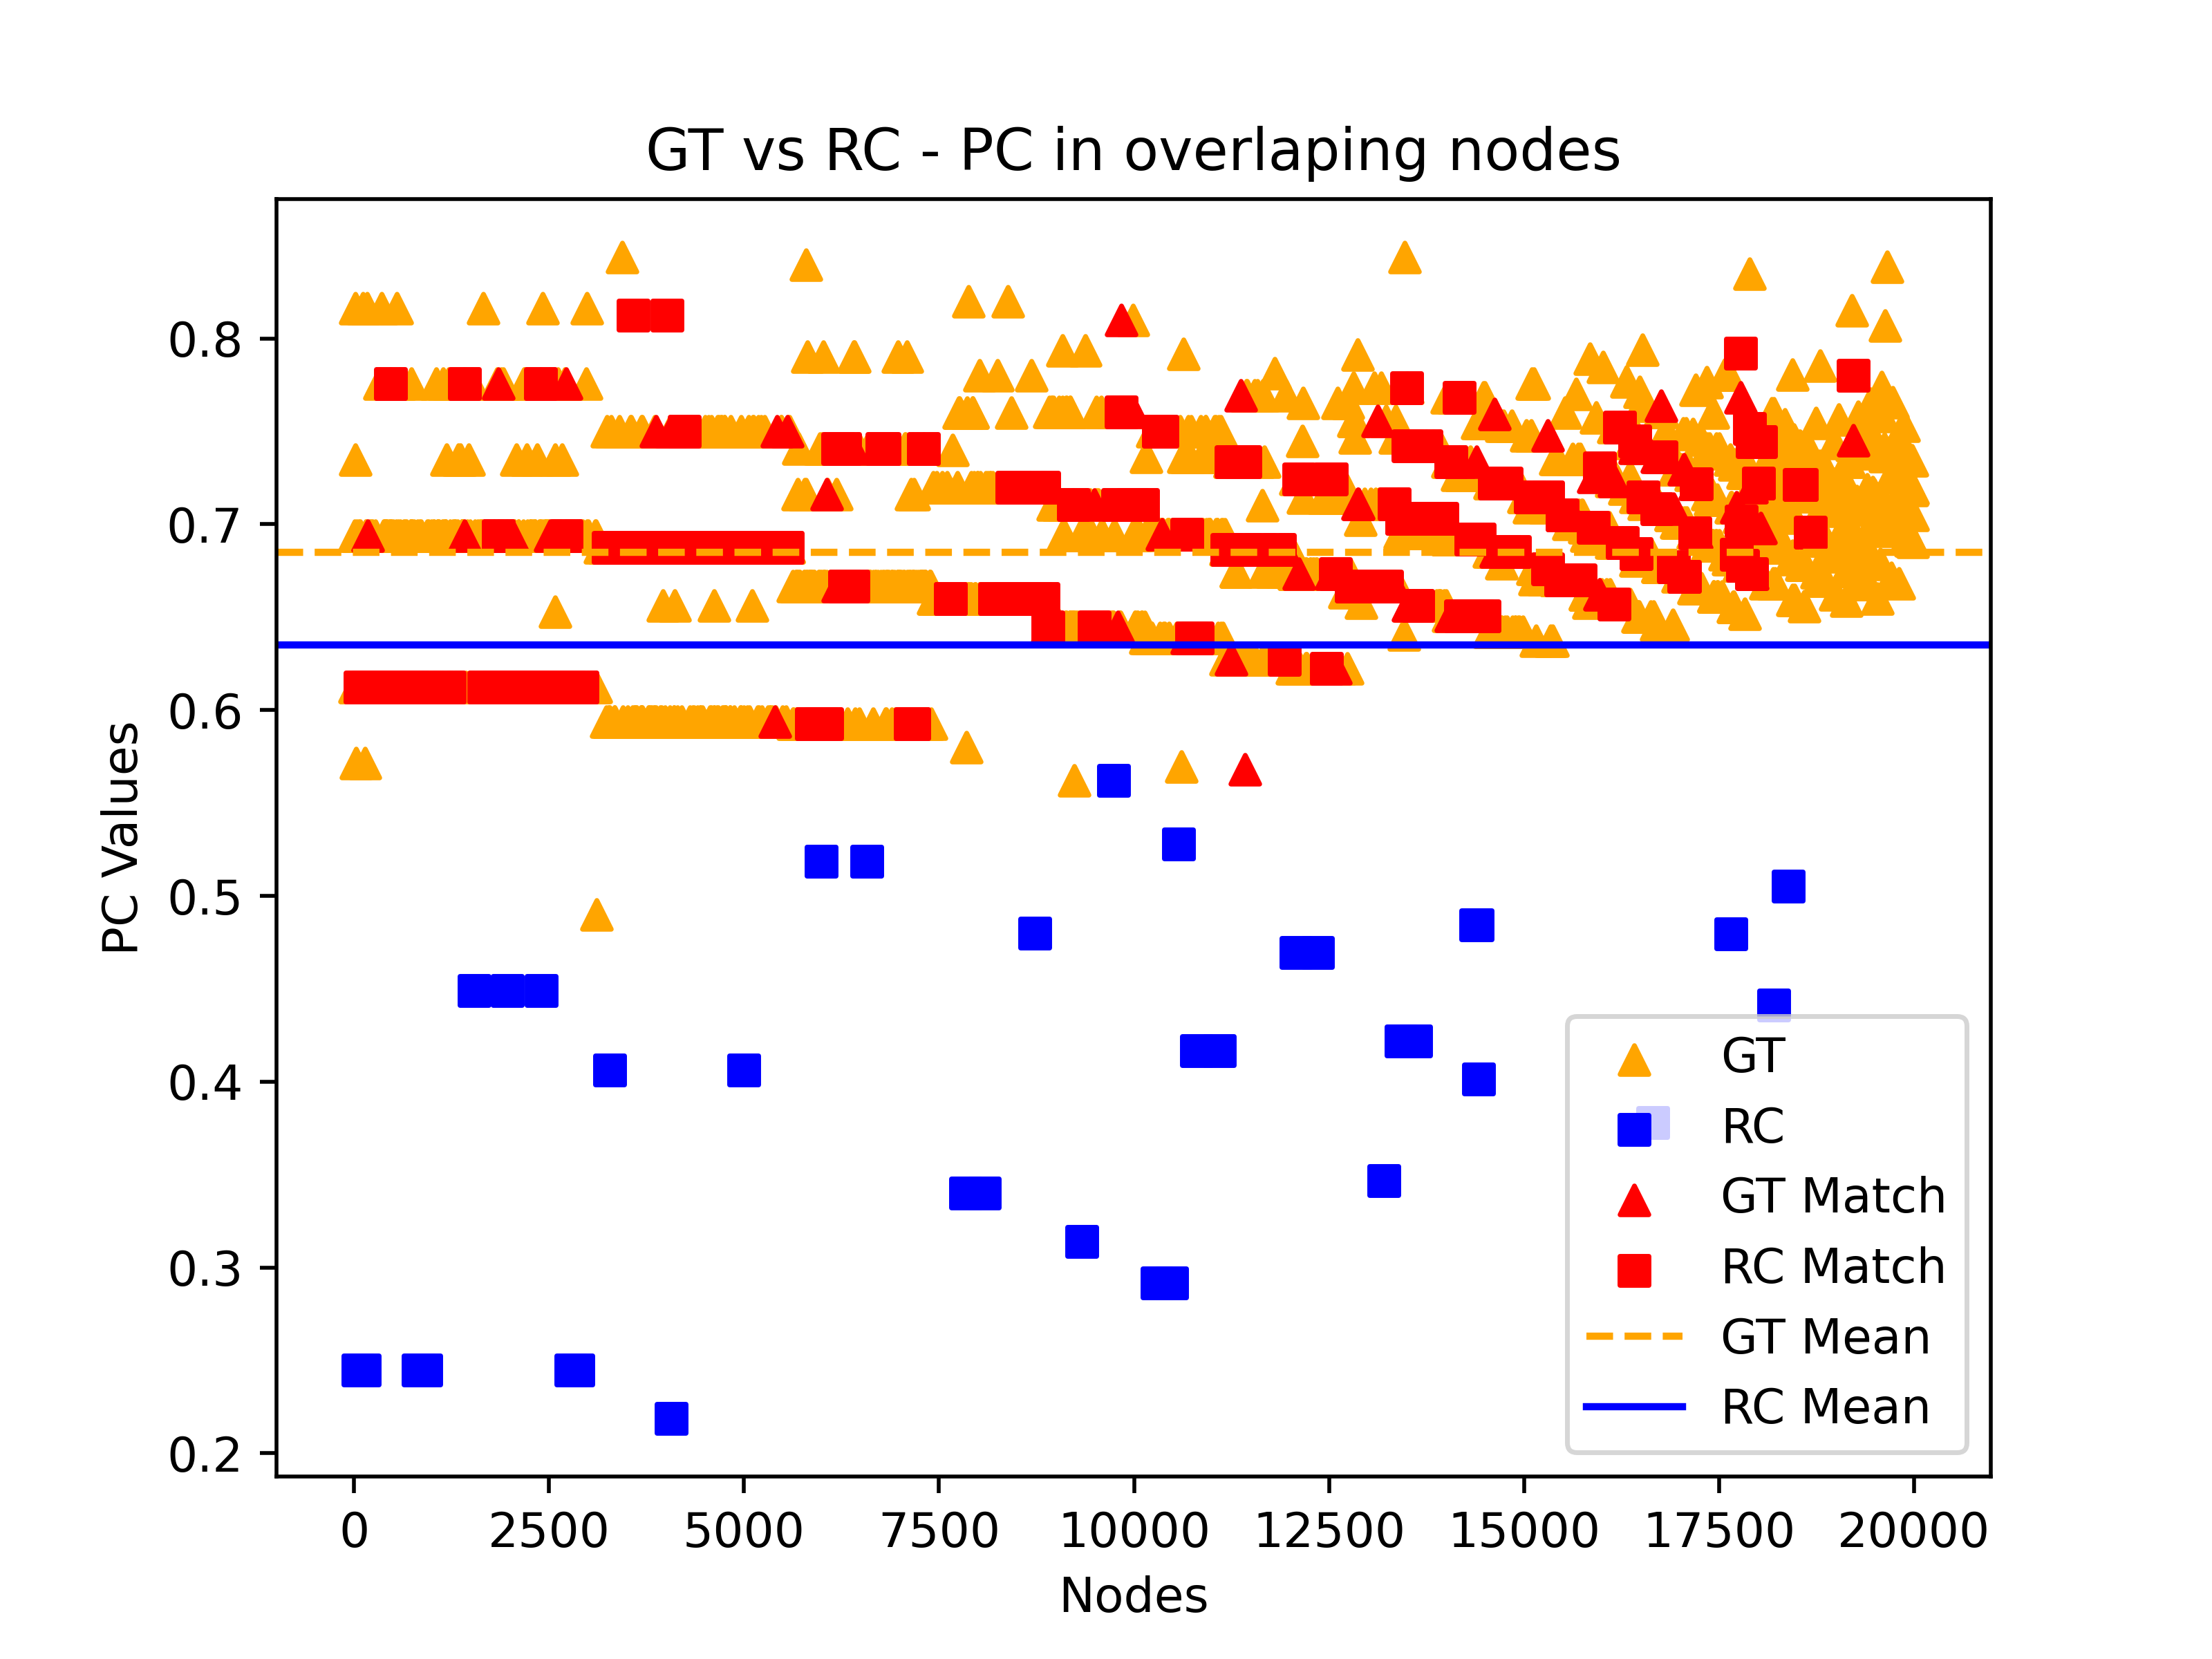 GT vs RC - PC in overlaping nodes
PC Values
0.8
0.7
0.6
0.5
0.4
0.3
0.2
GT
RC
GT Match
RC Match
GT Mean
RC Mean
0 2500 5000 7500 10000 12500 15000 17500 20000
Nodes